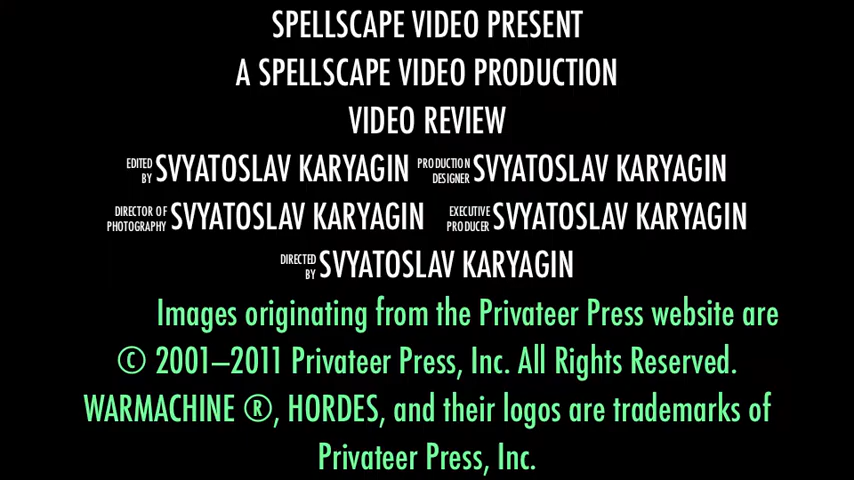 SPELLSCAPE VIDEO PRESENT
A SPELLSCAPE VIDEO PRODUCTION
VIDEO REVIEW
EDITED BY SVYATOSLAV KARYAGIN PRODUCTION DESIGNER SVYATOSLAV KARYAGIN
DIRECTOR OF PHOTOGRAPHY SVYATOSLAV KARYAGIN EXECUTIVE PRODUCER SVYATOSLAV KARYAGIN
DIRECTED BY SVYATOSLAV KARYAGIN
Images originating from the Privateer Press website are
© 2001–2011 Privateer Press, Inc. All Rights Reserved.
WARMACHINE ®, HORDES, and their logos are trademarks of
Privateer Press, Inc.